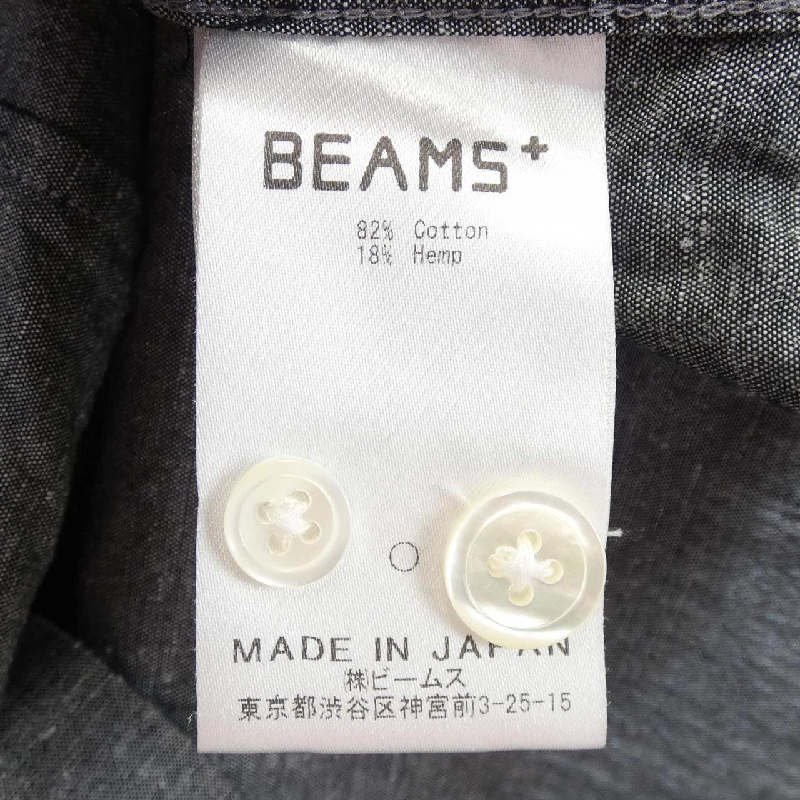 BEAMS+
82% Cotton
18% Hemp
MADE IN JAPAN
㈱ビームス
東京都渋谷区神宮前3-25-15